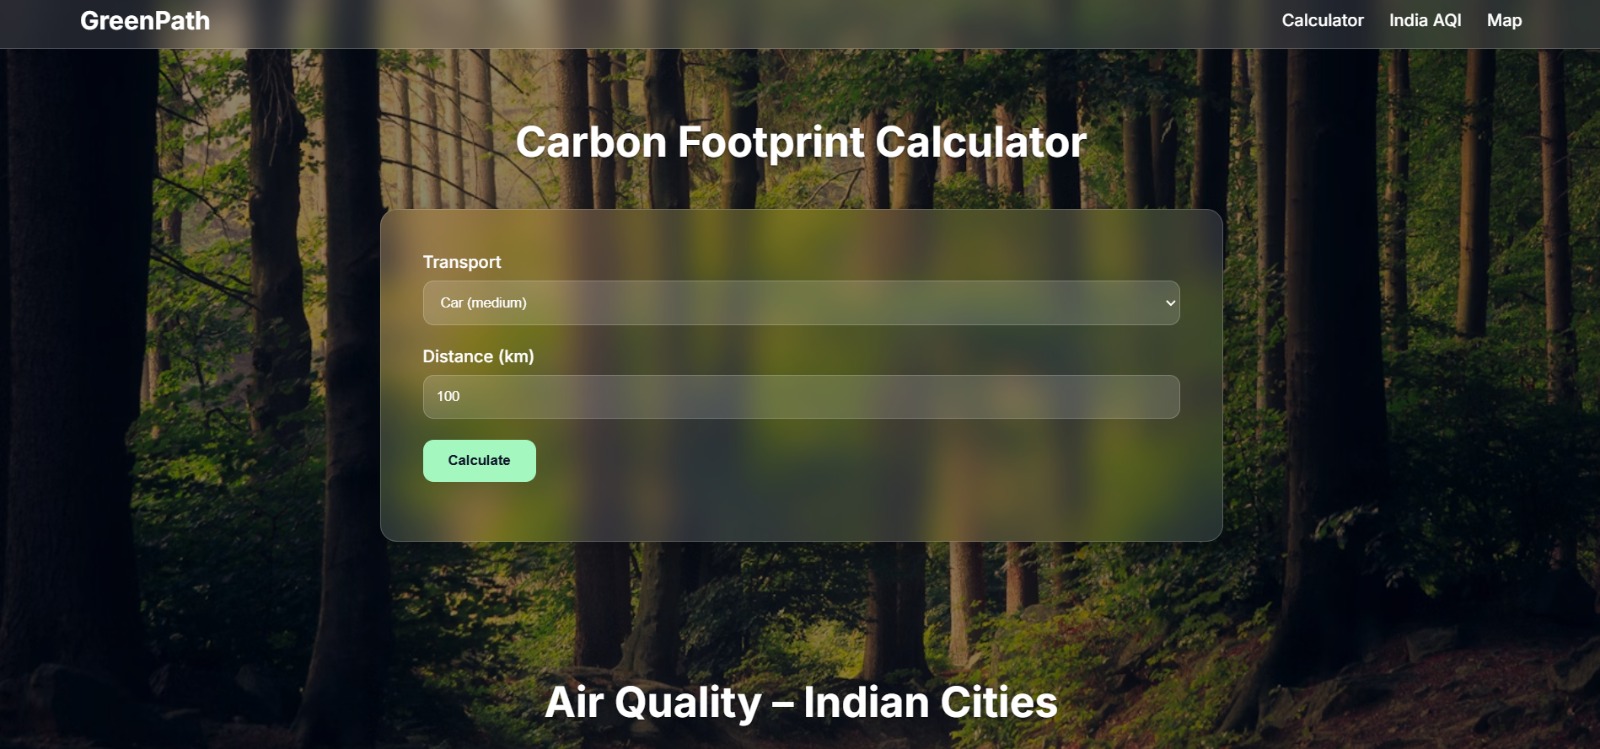 GreenPath
Calculator India AQI Map
Carbon Footprint Calculator
Transport
Car (medium)
Distance (km)
100
Calculate
Air Quality – Indian Cities